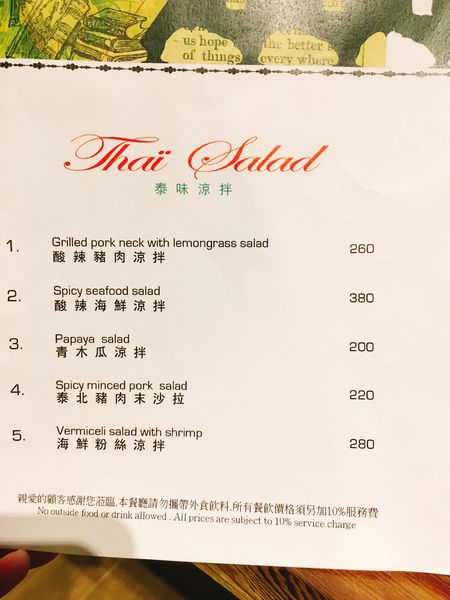 us hope
of things
the better s
every where
Thaï Salad
泰味涼拌
1. Grilled pork neck with lemongrass salad 260
酸辣豬肉涼拌
2. Spicy seafood salad 380
酸辣海鮮涼拌
3. Papaya salad 200
青木瓜涼拌
4. Spicy minced pork salad 220
泰北豬肉末沙拉
5. Vermiceli salad with shrimp 280
海鮮粉絲涼拌
親愛的顧客感謝您蒞臨,本餐廳請勿攜帶外食飲料,所有餐飲價格須另加10%服務費
No outside food or drink allowed . All prices are subject to 10% service charge